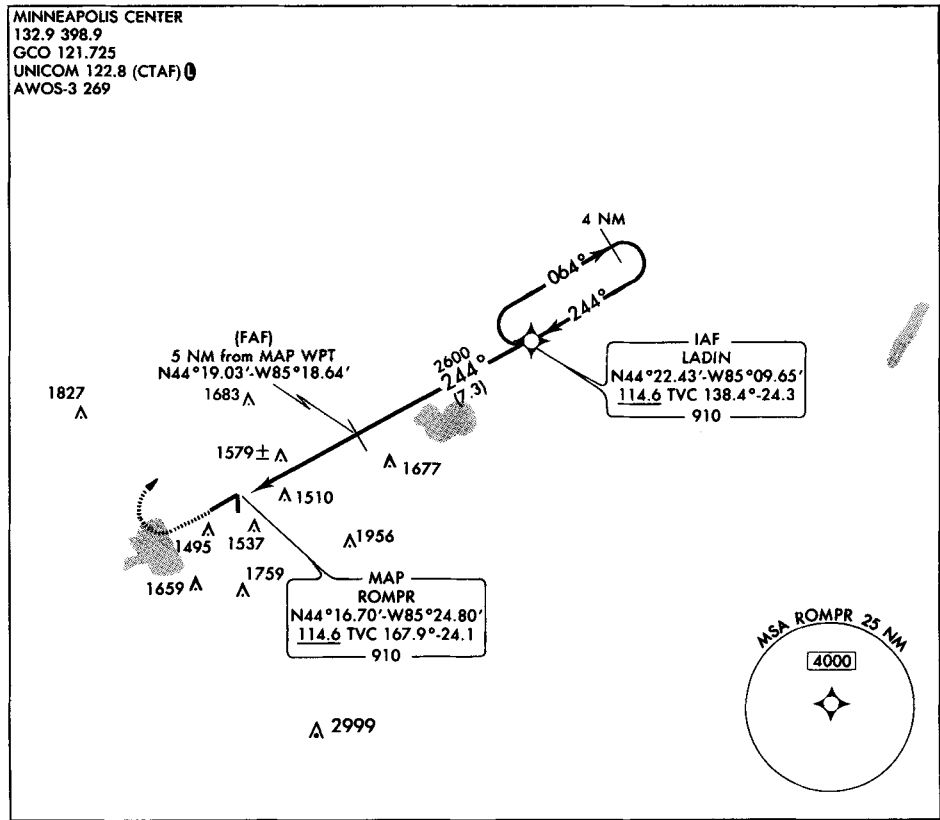 MINNEAPOLIS CENTER
132.9 398.9
GCO 121.725
UNICOM 122.8 (CTAF) L
AWOS-3 269
4 NM
064°
244°
(FAF)
5 NM from MAP WPT
N44°19.03'-W85°18.64'
2600
244°
(7.3)
IAF
LADIN
N44°22.43'-W85°09.65'
114.6 TVC 138.4°-24.3
910
1827
1683
1579±
1677
1510
1495
1537
1956
1659
1759
MAP
ROMPR
N44°16.70'-W85°24.80'
114.6 TVC 167.9°-24.1
910
2999
MSA ROMPR 25 NM
4000